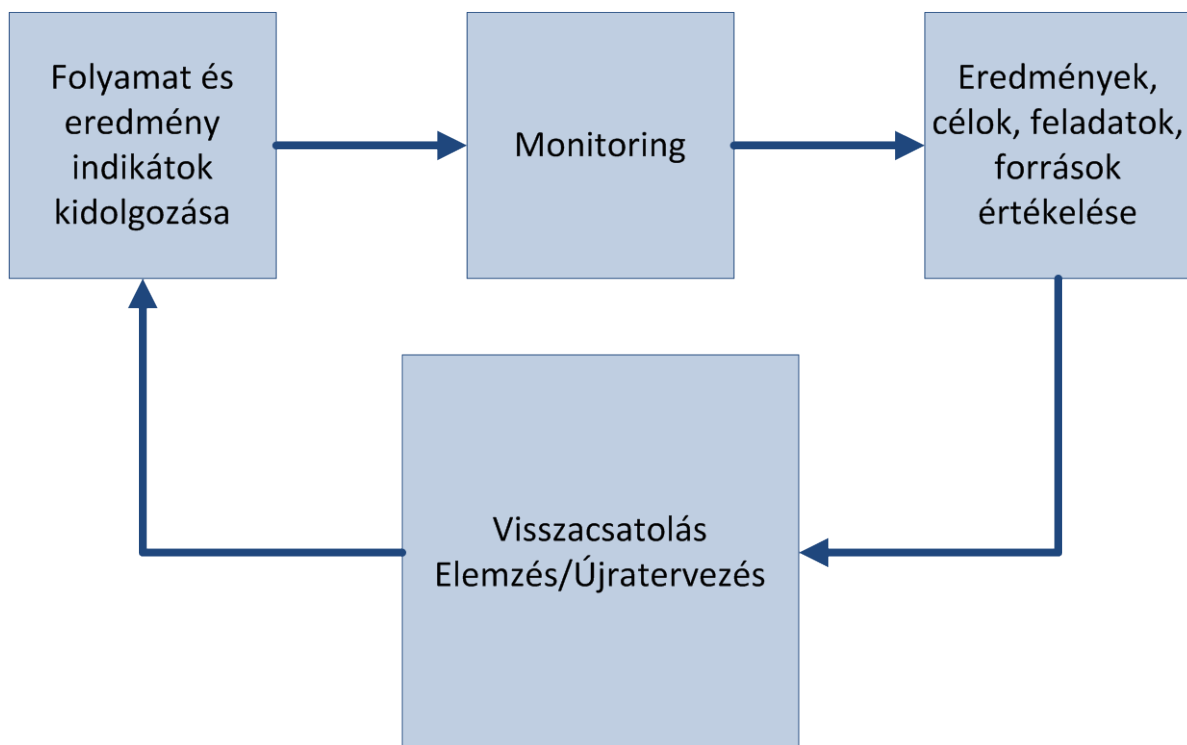 Folyamat és
eredmény
indikátok
kidolgozása
Monitoring
Eredmények,
célok, feladatok,
források
értékelése
Visszacsatolás
Elemzés/Újratervezés